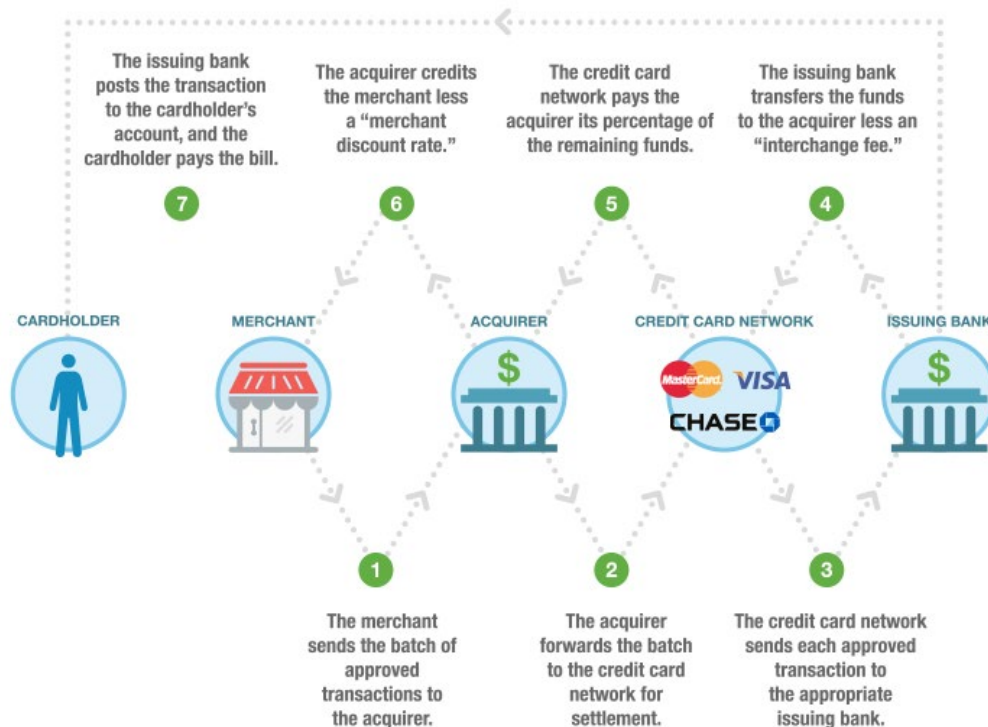 The issuing bank
posts the transaction
to the cardholder's
account, and the
cardholder pays the bill.
7
The acquirer credits
the merchant less
a “merchant
discount rate.”
6
The credit card
network pays the
acquirer its percentage of
the remaining funds.
5
The issuing bank
transfers the funds
to the acquirer less an
“interchange fee.”
4
CARDHOLDER
MERCHANT
ACQUIRER
$
CREDIT CARD NETWORK
MasterCard.
VISA
CHASE
ISSUING BANK
$
1
The merchant
sends the batch of
approved
transactions to
the acquirer.
2
The acquirer
forwards the batch
to the credit card
network for
settlement.
3
The credit card network
sends each approved
transaction to
the appropriate
issuing bank.